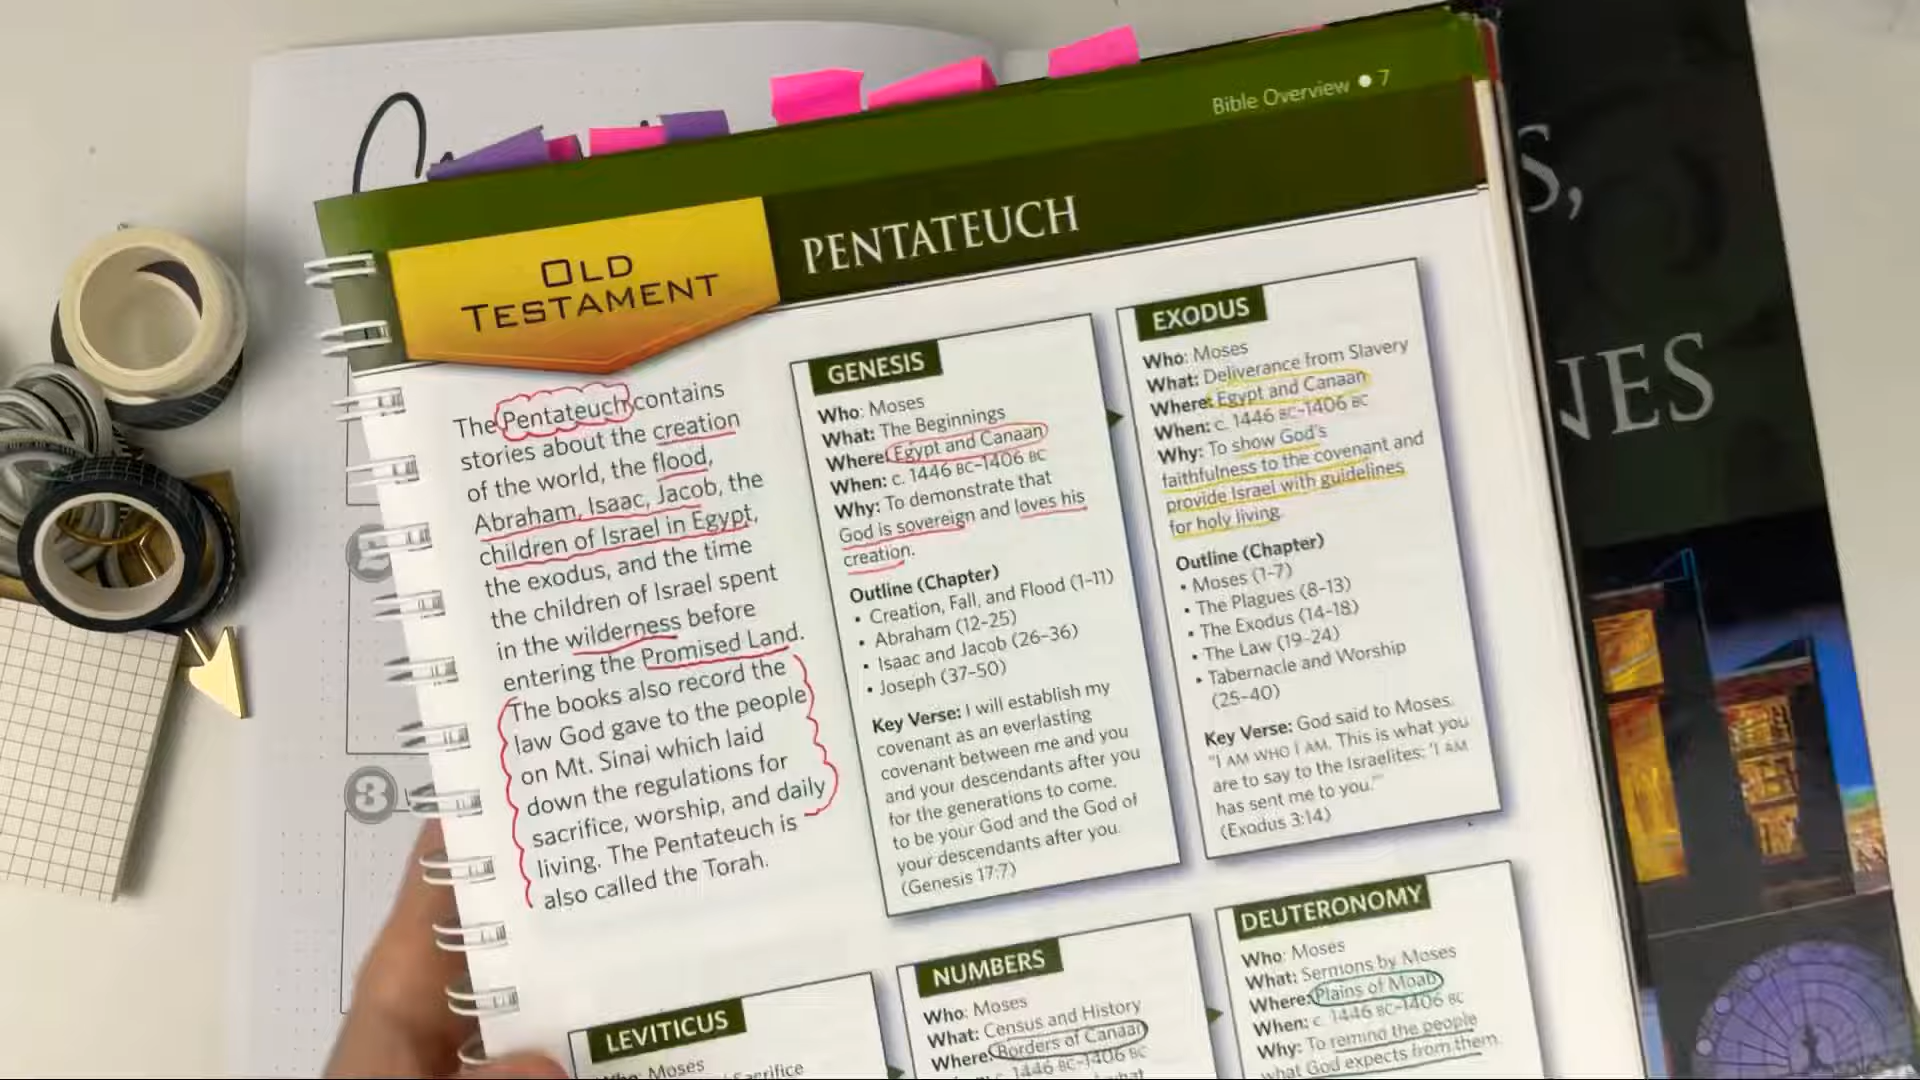 Bible Overview ● 7
OLD
TESTAMENT
PENTATEUCH
The Pentateuch contains
stories about the creation
of the world, the flood,
Abraham, Isaac, Jacob, the
children of Israel in Egypt,
the exodus, and the time
the children of Israel spent
in the wilderness before
entering the Promised Land.
The books also record the
law God gave to the people
on Mt. Sinai which laid
down the regulations for
sacrifice, worship, and daily
living. The Pentateuch is
also called the Torah.
GENESIS
Who: Moses
What: The Beginnings
Where: Egypt and Canaan
When: c. 1446 BC–1406 BC
Why: To demonstrate that
God is sovereign and loves his
creation.
Outline (Chapter)
• Creation, Fall, and Flood (1–11)
• Abraham (12–25)
• Isaac and Jacob (26–36)
• Joseph (37–50)
Key Verse: I will establish my
covenant as an everlasting
covenant between me and you
and your descendants after you
for the generations to come,
to be your God and the God of
your descendants after you.
(Genesis 17:7)
EXODUS
Who: Moses
What: Deliverance from Slavery
Where: Egypt and Canaan
When: c. 1446 BC–1406 BC
Why: To show God's
faithfulness to the covenant and
provide Israel with guidelines
for holy living.
Outline (Chapter)
• Moses (1–7)
• The Plagues (8–13)
• The Exodus (14–18)
• The Law (19–24)
• Tabernacle and Worship
(25–40)
Key Verse: God said to Moses,
"I AM WHO I AM. This is what you
are to say to the Israelites: 'I AM
has sent me to you.'"
(Exodus 3:14)
LEVITICUS
Who: Moses
Sacrifice
NUMBERS
Who: Moses
What: Census and History
Where: Borders of Canaan
c. 1446 BC–1406 BC
what
DEUTERONOMY
Who: Moses
What: Sermons by Moses
Where: Plains of Moab
When: c. 1446 BC–1406 BC
Why: To remind the people
what God expects from them.
S,
NES
2
3